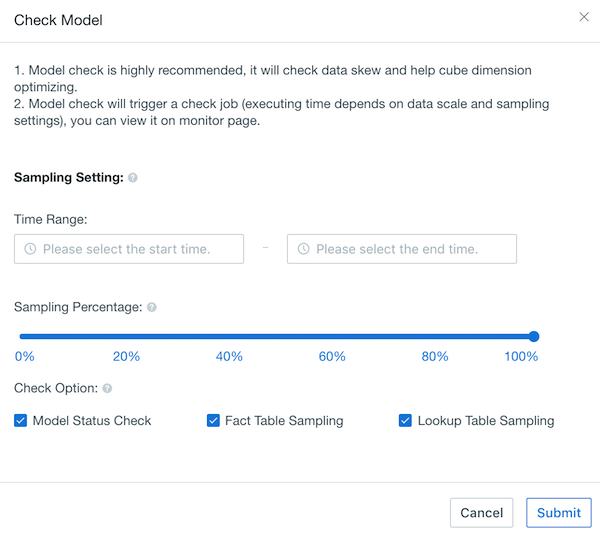 Check Model
1. Model check is highly recommended, it will check data skew and help cube dimension
optimizing.
2. Model check will trigger a check job (executing time depends on data scale and sampling
settings), you can view it on monitor page.
Sampling Setting: ?
Time Range:
Please select the start time. – Please select the end time.
Sampling Percentage: ?
0% 20% 40% 60% 80% 100%
Check Option: ?
Model Status Check Fact Table Sampling Lookup Table Sampling
Cancel Submit